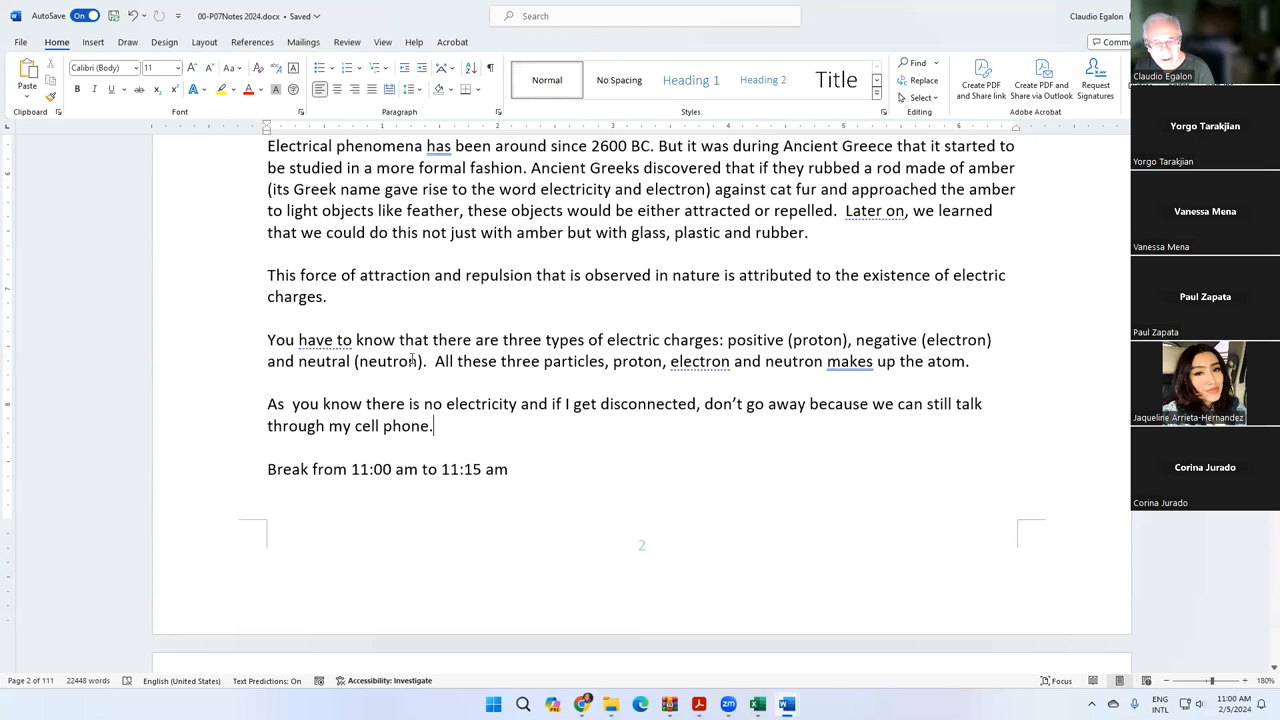 AutoSave On 00-P07Notes 2024.docx • Saved Search Claudio Egalon
File Home Insert Draw Design Layout References Mailings Review View Help Acrobat Comme
Paste Calibri (Body) 11 Normal No Spacing Heading 1 Heading 2 Title Find Replace Select Create PDF and Share link Create PDF and Share via Outlook Request Signatures
Clipboard Font Paragraph Styles Editing Adobe Acrobat
Electrical phenomena has been around since 2600 BC. But it was during Ancient Greece that it started to
be studied in a more formal fashion. Ancient Greeks discovered that if they rubbed a rod made of amber
(its Greek name gave rise to the word electricity and electron) against cat fur and approached the amber
to light objects like feather, these objects would be either attracted or repelled.  Later on, we learned
that we could do this not just with amber but with glass, plastic and rubber.
This force of attraction and repulsion that is observed in nature is attributed to the existence of electric
charges.
You have to know that there are three types of electric charges: positive (proton), negative (electron)
and neutral (neutron).  All these three particles, proton, electron and neutron makes up the atom.
As  you know there is no electricity and if I get disconnected, don’t go away because we can still talk
through my cell phone.
Break from 11:00 am to 11:15 am
2
Claudio Egalon
Yorgo Tarakjian
Yorgo Tarakjian
Vanessa Mena
Vanessa Mena
Paul Zapata
Paul Zapata
Jaqueline Arrieta-Hernandez
Corina Jurado
Corina Jurado
Page 2 of 111 22448 words English (United States) Text Predictions: On Accessibility: Investigate Focus 180%
ENG INTL 11:00 AM 2/5/2024